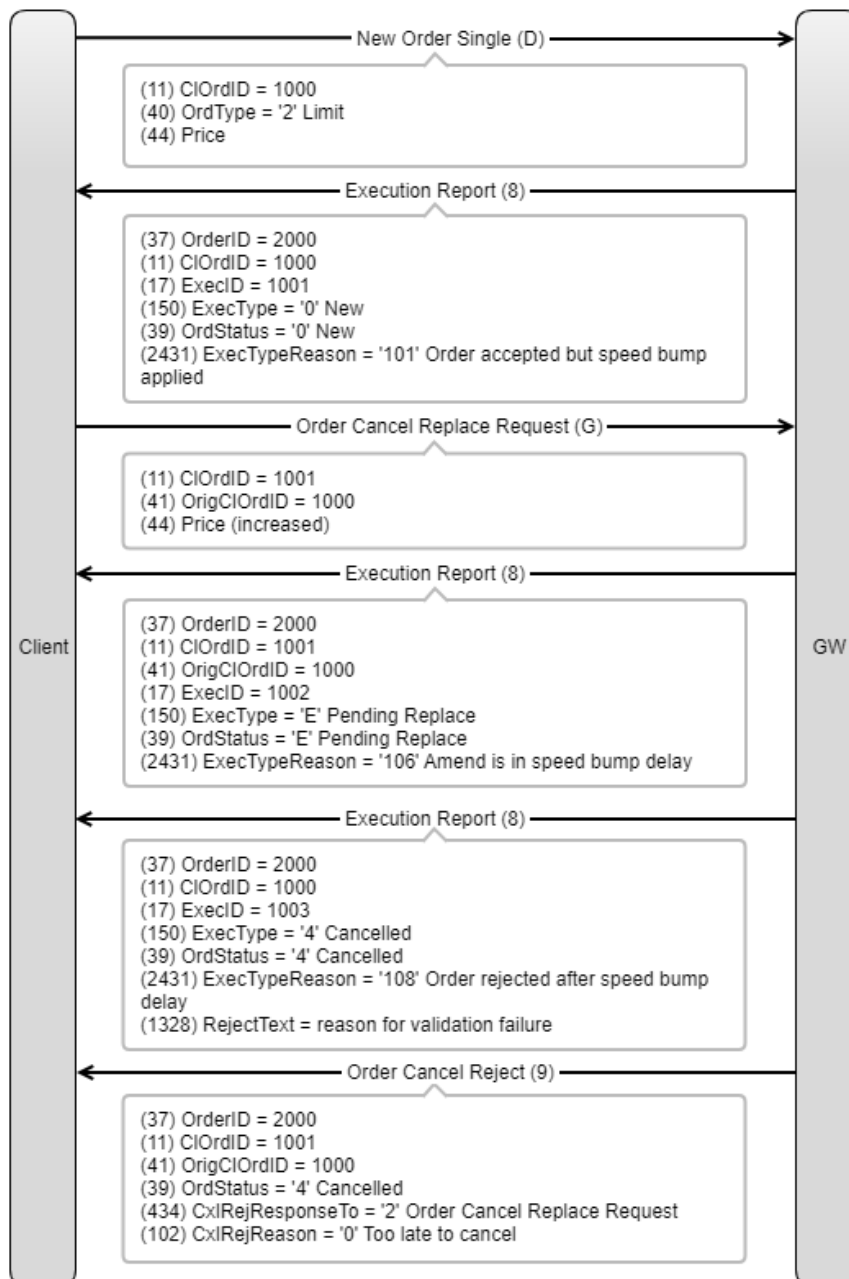 New Order Single (D)
(11) ClOrdID = 1000
(40) OrdType = '2' Limit
(44) Price
Execution Report (8)
(37) OrderID = 2000
(11) ClOrdID = 1000
(17) ExecID = 1001
(150) ExecType = '0' New
(39) OrdStatus = '0' New
(2431) ExecTypeReason = '101' Order accepted but speed bump
applied
Order Cancel Replace Request (G)
(11) ClOrdID = 1001
(41) OrigClOrdID = 1000
(44) Price (increased)
Execution Report (8)
(37) OrderID = 2000
(11) ClOrdID = 1001
(41) OrigClOrdID = 1000
(17) ExecID = 1002
(150) ExecType = 'E' Pending Replace
(39) OrdStatus = 'E' Pending Replace
(2431) ExecTypeReason = '106' Amend is in speed bump delay
Client
GW
Execution Report (8)
(37) OrderID = 2000
(11) ClOrdID = 1000
(17) ExecID = 1003
(150) ExecType = '4' Cancelled
(39) OrdStatus = '4' Cancelled
(2431) ExecTypeReason = '108' Order rejected after speed bump
delay
(1328) RejectText = reason for validation failure
Order Cancel Reject (9)
(37) OrderID = 2000
(11) ClOrdID = 1001
(41) OrigClOrdID = 1000
(39) OrdStatus = '4' Cancelled
(434) CxlRejResponseTo = '2' Order Cancel Replace Request
(102) CxlRejReason = '0' Too late to cancel